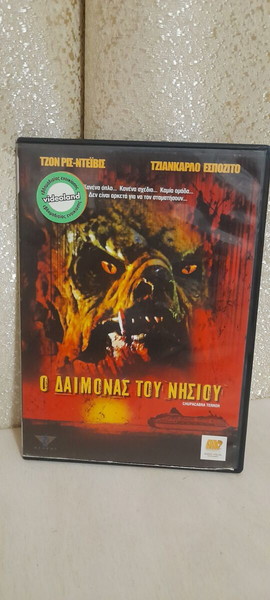 ΤΖΟΝ ΡΙΣ-ΝΤΕΪΒΙΣ ΤΖΙΑΝΚΑΡΛΟ ΕΣΠΟΖΙΤΟ
Κανένα όπλο... Κανένα σχέδιο... Καμία ομάδα...
Δεν είναι αρκετά για να τον σταματήσουν...
videoland
Ο ΔΑΙΜΟΝΑΣ ΤΟΥ ΝΗΣΙΟΥ